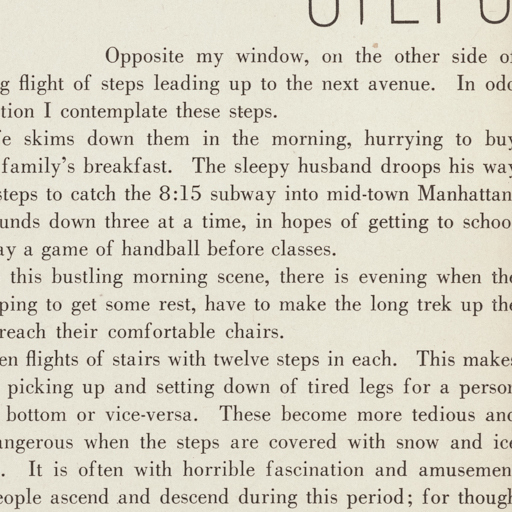 STEPS
Opposite my window, on the other side of
g flight of steps leading up to the next avenue. In odd
tion I contemplate these steps.
fe skims down them in the morning, hurrying to buy
family's breakfast. The sleepy husband droops his way
steps to catch the 8:15 subway into mid-town Manhattan
unds down three at a time, in hopes of getting to schoo
ay a game of handball before classes.
this bustling morning scene, there is evening when the
ping to get some rest, have to make the long trek up the
reach their comfortable chairs.
en flights of stairs with twelve steps in each. This makes
picking up and setting down of tired legs for a person
bottom or vice-versa. These become more tedious and
angerous when the steps are covered with snow and ice
. It is often with horrible fascination and amusemen
eople ascend and descend during this period; for though